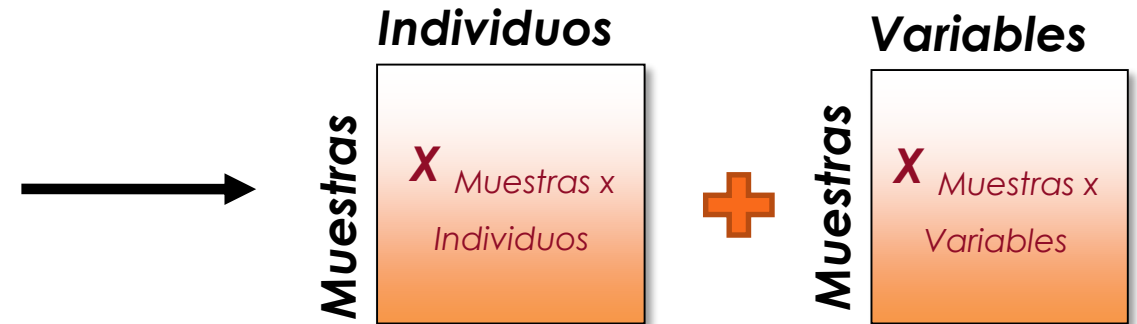 Individuos
Muestras
X Muestras x
Individuos
Variables
Muestras
X Muestras x
Variables